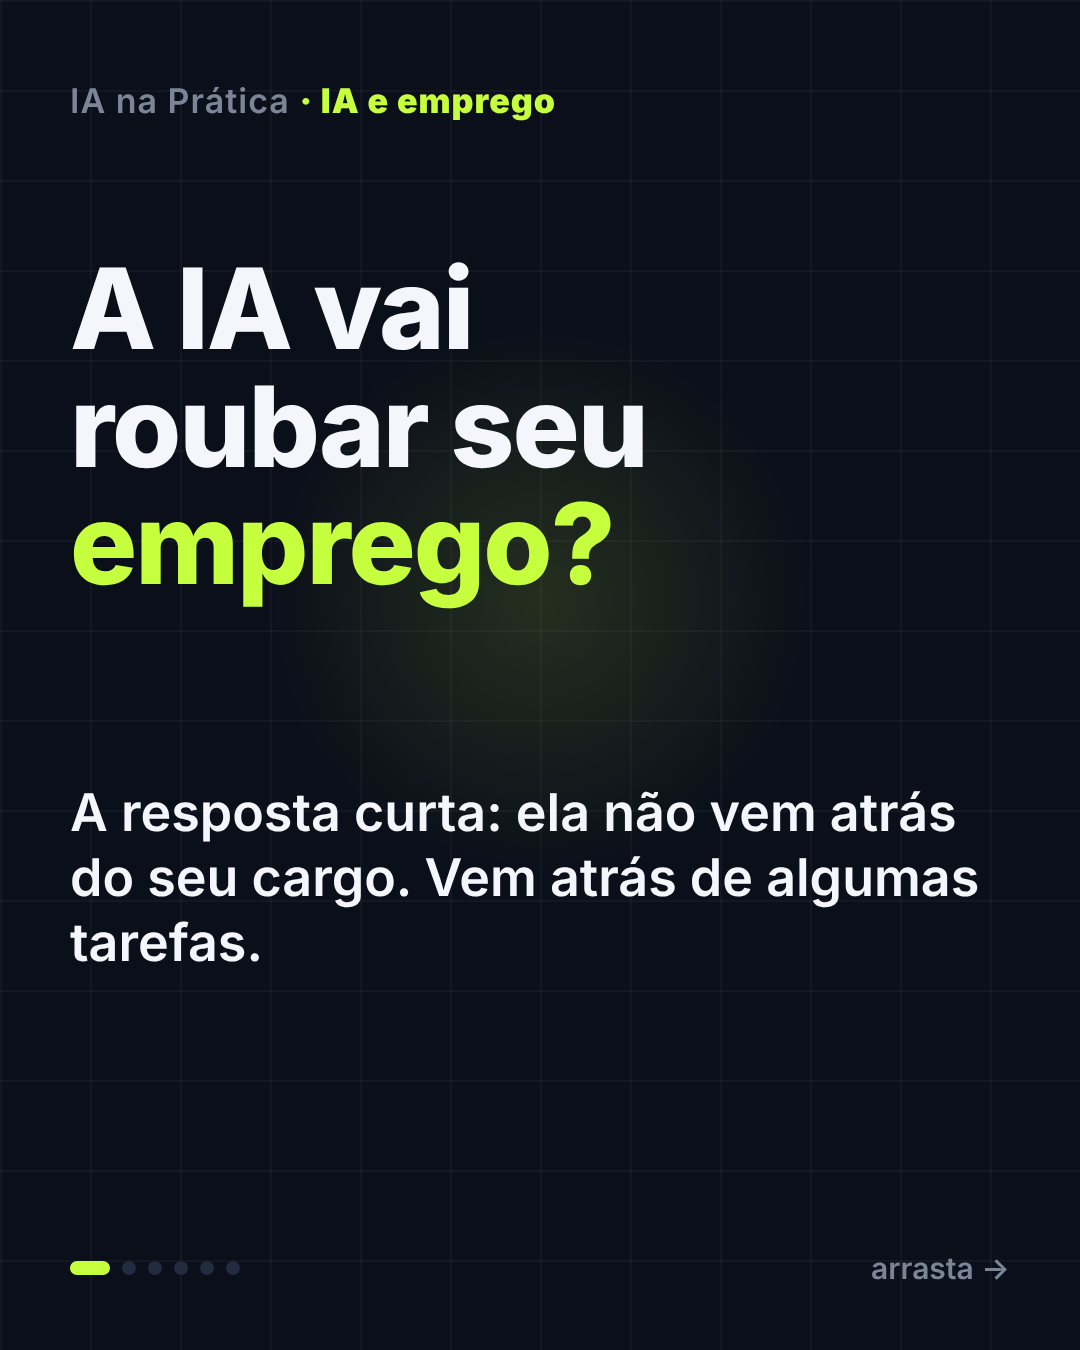 IA na Prática · IA e emprego
A IA vai
roubar seu
emprego?
A resposta curta: ela não vem atrás
do seu cargo. Vem atrás de algumas
tarefas.
arrasta →